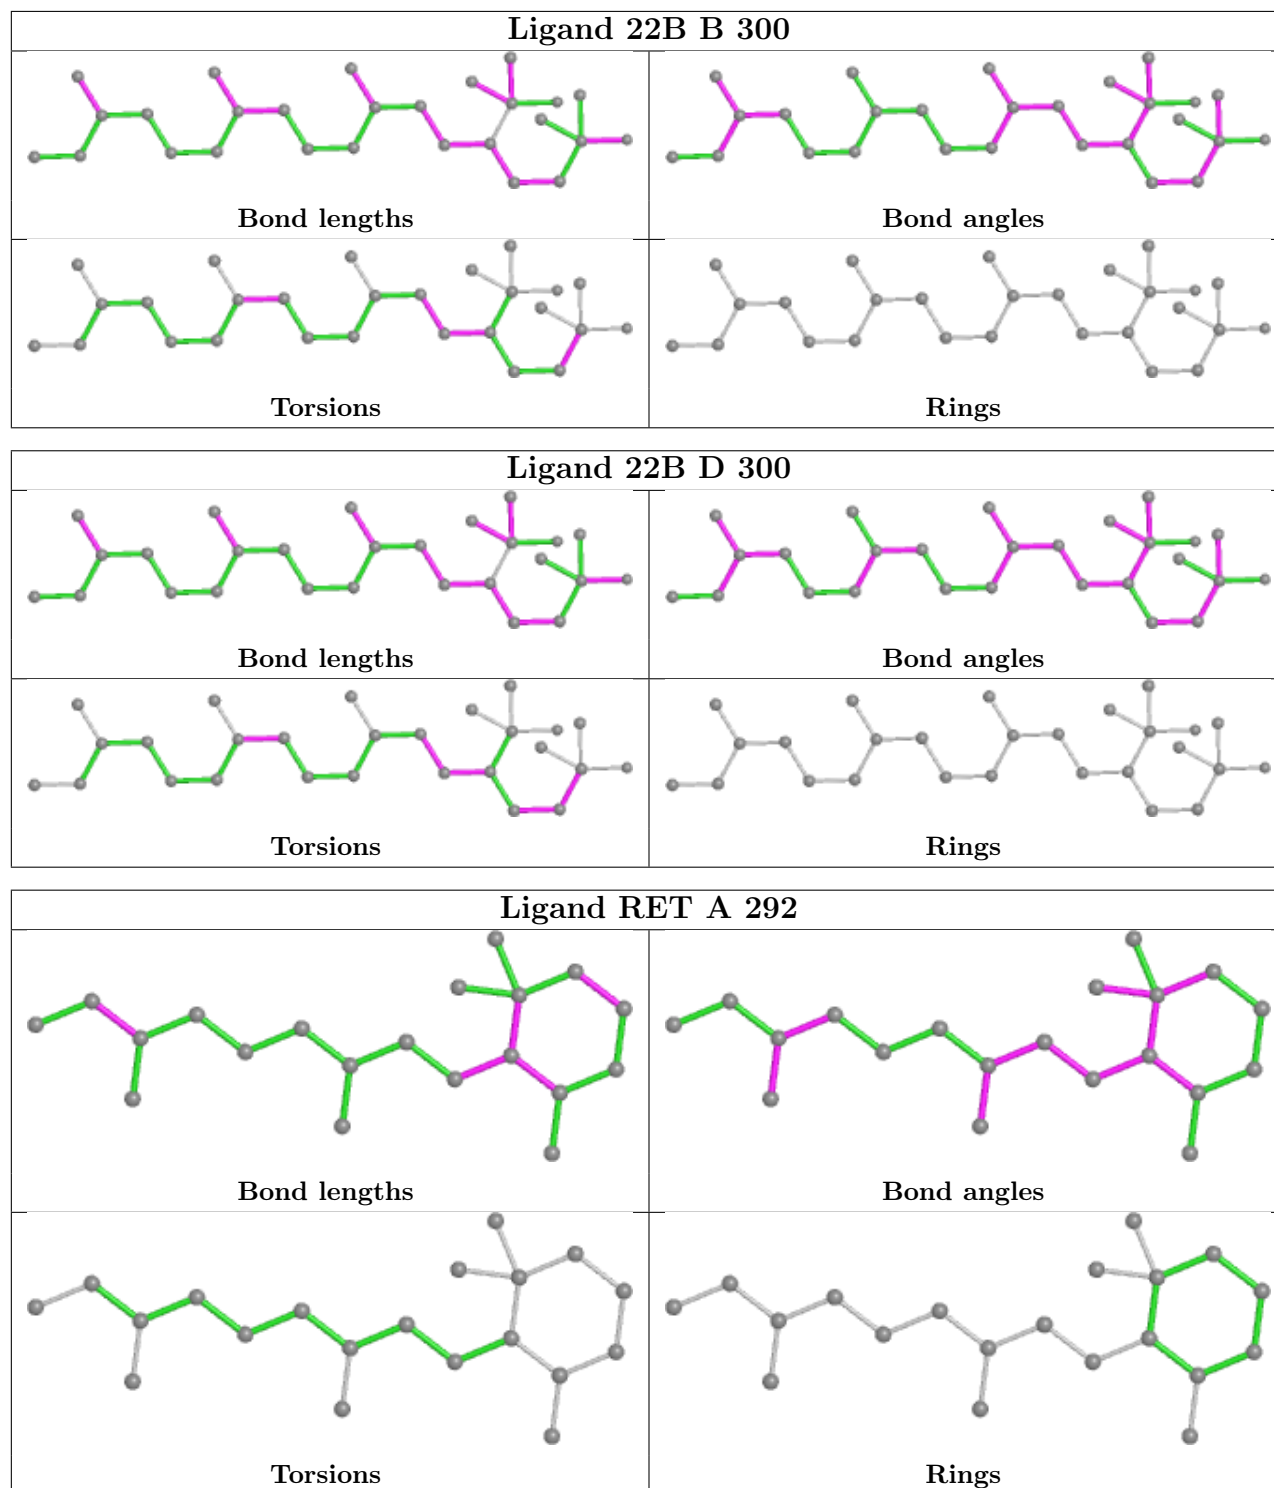 Ligand 22B B 300
Bond lengths
Bond angles
Torsions
Rings
Ligand 22B D 300
Bond lengths
Bond angles
Torsions
Rings
Ligand RET A 292
Bond lengths
Bond angles
Torsions
Rings